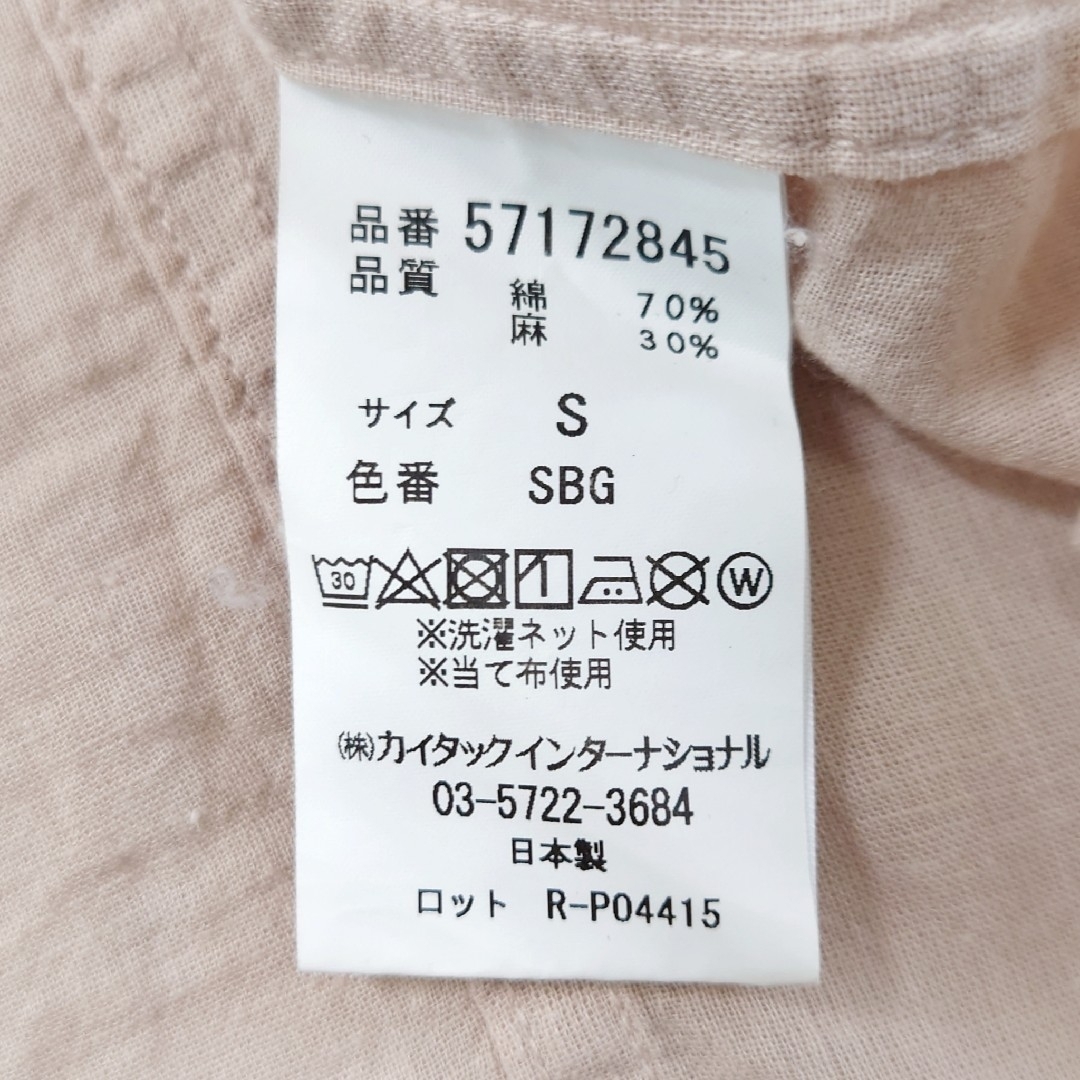 品番 57172845
品質
綿 70%
麻 30%
サイズ S
色番 SBG
30 W
※洗濯ネット使用
※当て布使用
㈱カイタックインターナショナル
03-5722-3684
日本製
ロット R-P04415